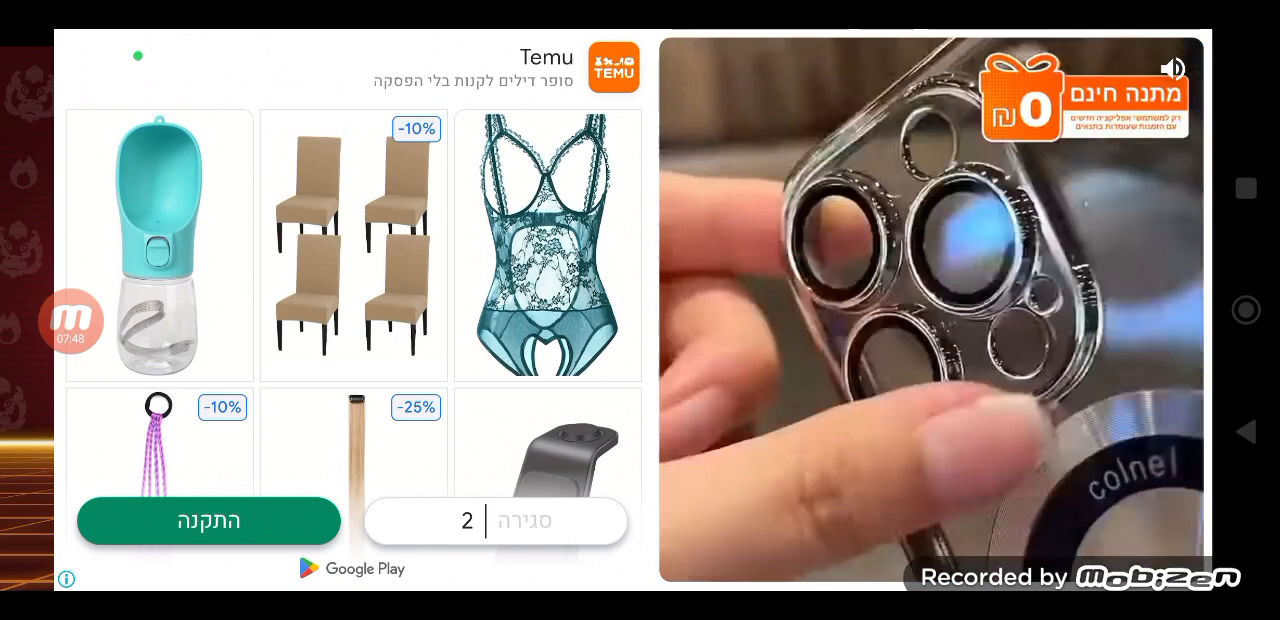 Temu
סופר דילים לקנות בלי הפסקה
TEMU
-10%
-10%
-25%
07:48
התקנה
2
סגירה
Google Play
מתנה חינם
₪0
רק למשתמשי אפליקציה חדשים
עם הזמנות שעומדות בתנאים
colnel
Recorded by Mobizen